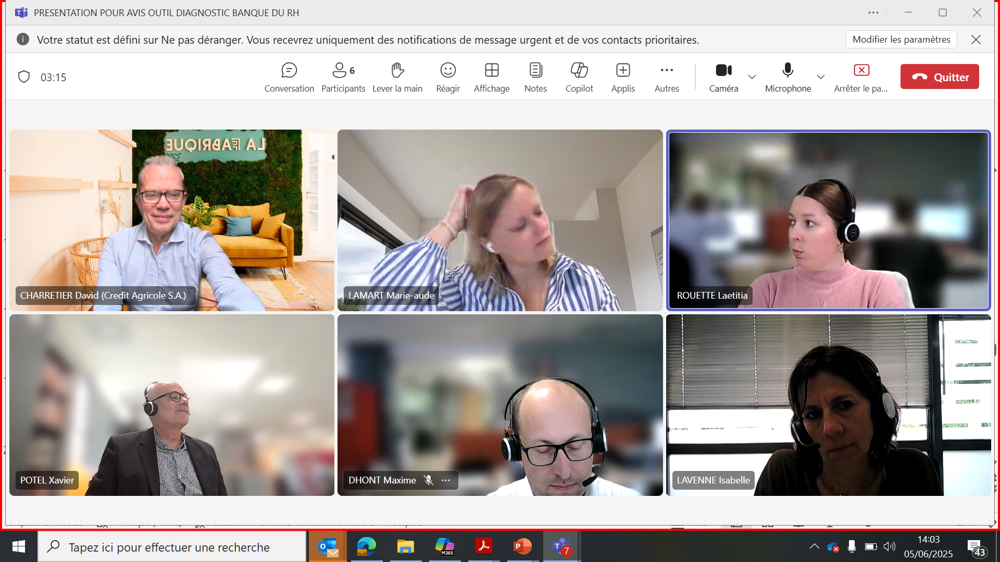 PRESENTATION POUR AVIS OUTIL DIAGNOSTIC BANQUE DU RH
Votre statut est défini sur Ne pas déranger. Vous recevrez uniquement des notifications de message urgent et de vos contacts prioritaires.
Modifier les paramètres
03:15
Conversation
6
Participants
Lever la main
Réagir
Affichage
Notes
Copilot
Applis
Autres
Caméra
Microphone
Arrêter le pa...
Quitter
LA FABRIQUE
CHARRETIER David (Credit Agricole S.A.)
LAMART Marie-aude
ROUETTE Laetitia
POTEL Xavier
DHONT Maxime
LAVENNE Isabelle
Tapez ici pour effectuer une recherche
M365
7
14:03
05/06/2025
43